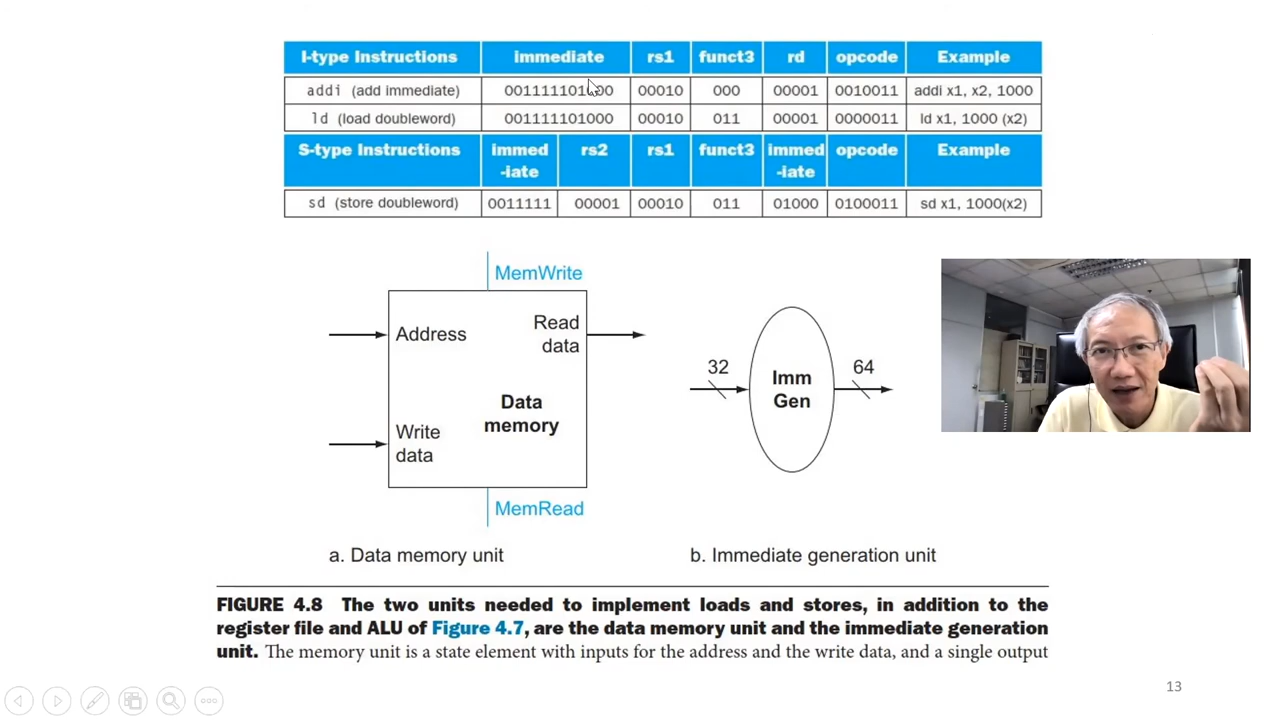 I-type Instructions immediate rs1 funct3 rd opcode Example
addi (add immediate) 001111101000 00010 000 00001 0010011 addi x1, x2, 1000
ld (load doubleword) 001111101000 00010 011 00001 0000011 ld x1, 1000 (x2)
S-type Instructions immed -iate rs2 rs1 funct3 immed -iate opcode Example
sd (store doubleword) 0011111 00001 00010 011 01000 0100011 sd x1, 1000(x2)
MemWrite
Address
Read
data
Data
memory
Write
data
MemRead
32
Imm
Gen
64
a. Data memory unit
b. Immediate generation unit
FIGURE 4.8 The two units needed to implement loads and stores, in addition to the
register file and ALU of Figure 4.7, are the data memory unit and the immediate generation
unit. The memory unit is a state element with inputs for the address and the write data, and a single output
13